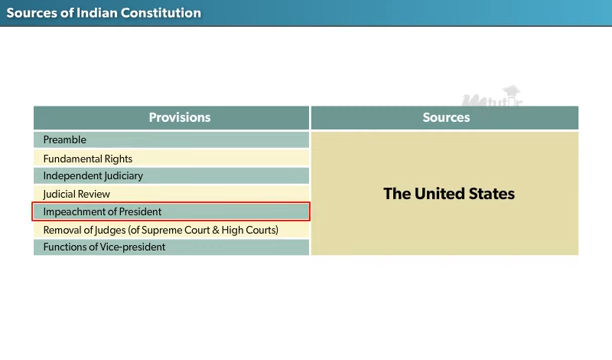 Sources of Indian Constitution
tutor
Provisions
Sources
Preamble
Fundamental Rights
Independent Judiciary
Judicial Review
Impeachment of President
Removal of Judges (of Supreme Court & High Courts)
Functions of Vice-president
The United States